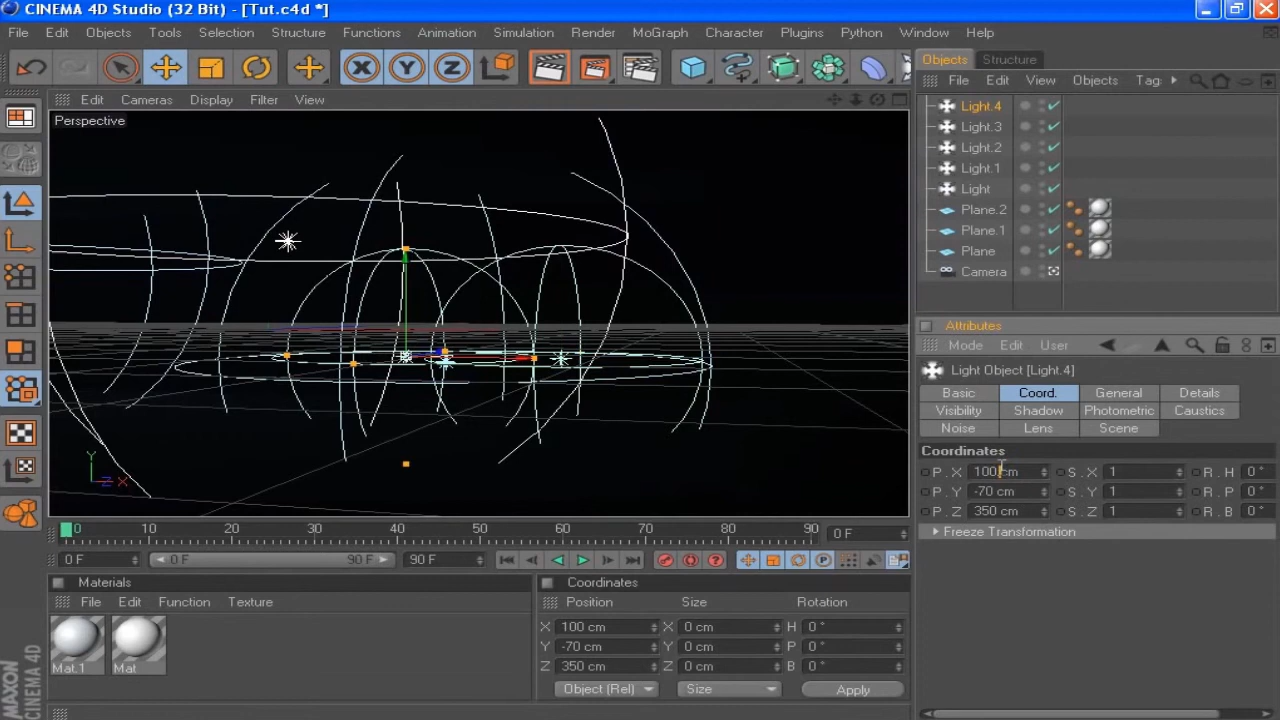 CINEMA 4D Studio (32 Bit) - [Tut.c4d *]
File Edit Objects Tools Selection Structure Functions Animation Simulation Render MoGraph Character Plugins Python Window Help
X Y Z
Objects Structure
File Edit View Objects Tag
Edit Cameras Display Filter View
Perspective
Light.4
Light.3
Light.2
Light.1
Light
Plane.2
Plane.1
Plane
Camera
Attributes
Mode Edit User
Light Object [Light.4]
Basic Coord. General Details
Visibility Shadow Photometric Caustics
Noise Lens Scene
Coordinates
P . X 100 cm S . X 1 R . H 0 °
P . Y -70 cm S . Y 1 R . P 0 °
P . Z 350 cm S . Z 1 R . B 0 °
Freeze Transformation
Y
Z X
0 10 20 30 40 50 60 70 80 90 0 F
0 F 0 F 90 F 90 F
Materials
File Edit Function Texture
Mat.1 Mat
Coordinates
Position Size Rotation
X 100 cm X 0 cm H 0 °
Y -70 cm Y 0 cm P 0 °
Z 350 cm Z 0 cm B 0 °
Object (Rel) Size Apply
MAXON
CINEMA 4D